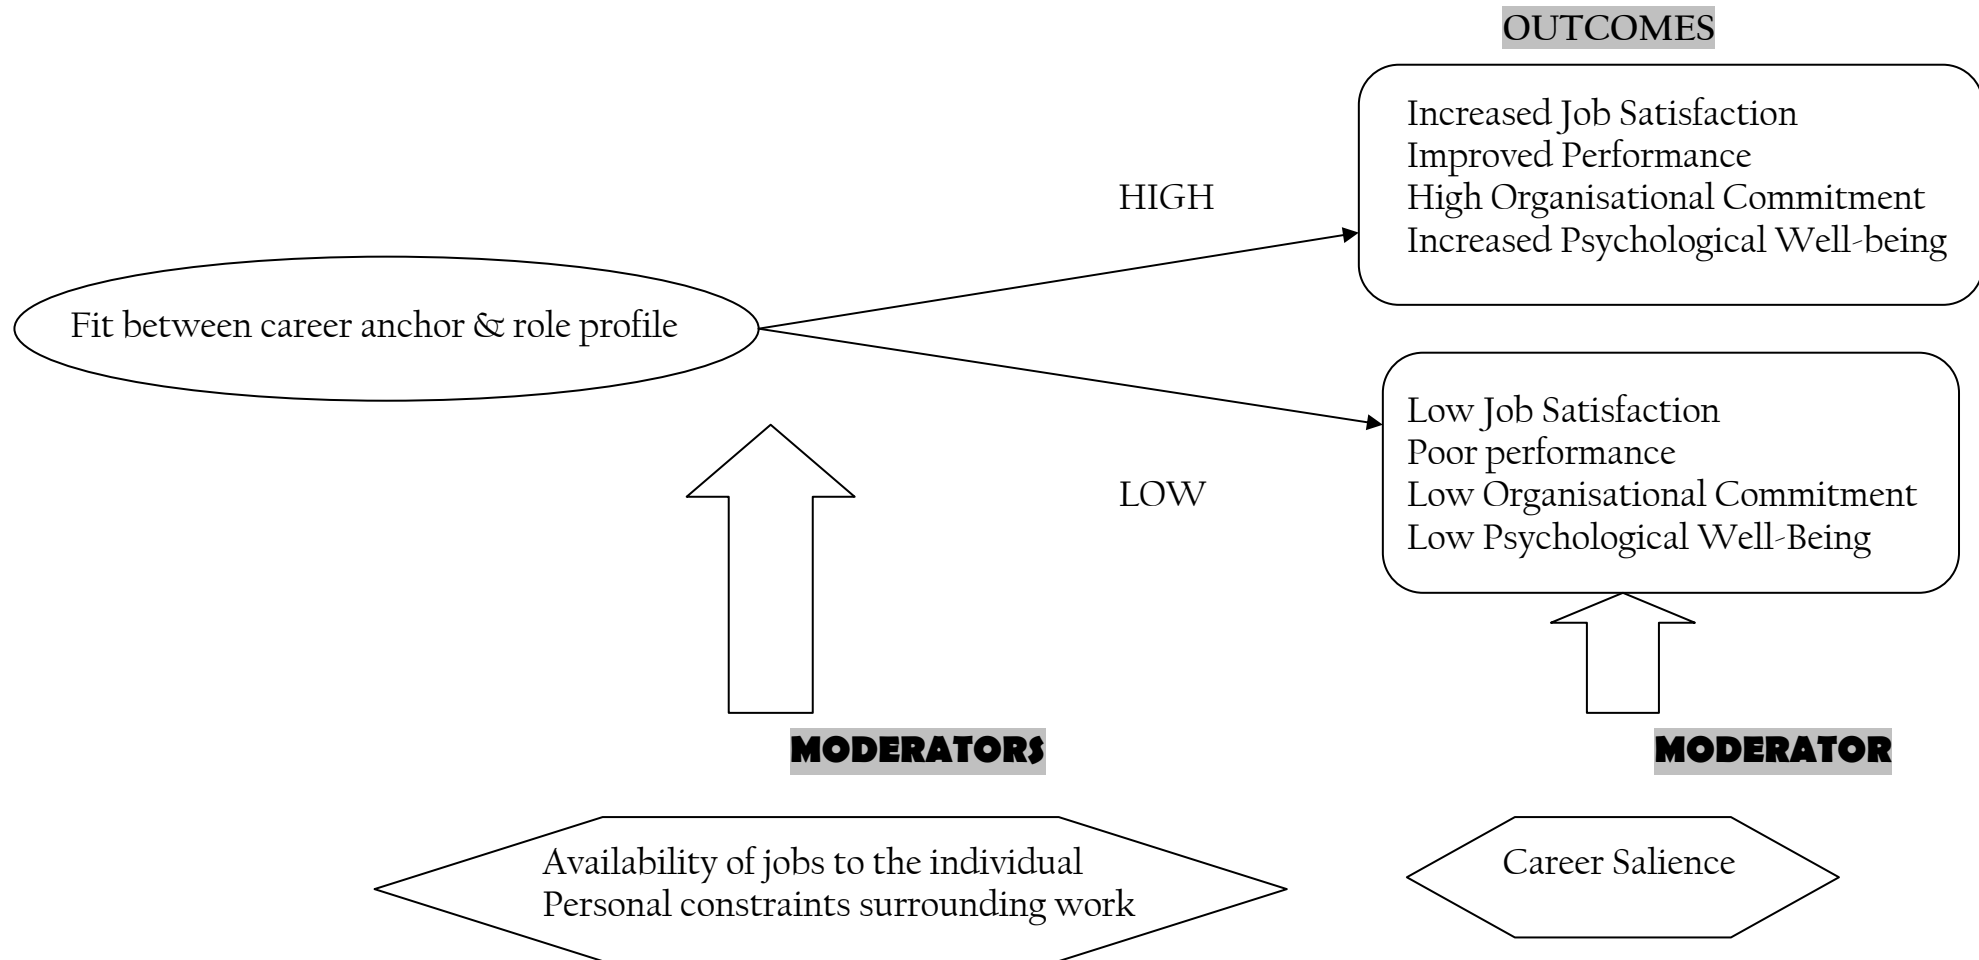 OUTCOMES
Increased Job Satisfaction
Improved Performance
High Organisational Commitment
Increased Psychological Well-being
HIGH
Fit between career anchor & role profile
LOW
Low Job Satisfaction
Poor performance
Low Organisational Commitment
Low Psychological Well-Being
MODERATORS
MODERATOR
Availability of jobs to the individual
Personal constraints surrounding work
Career Salience